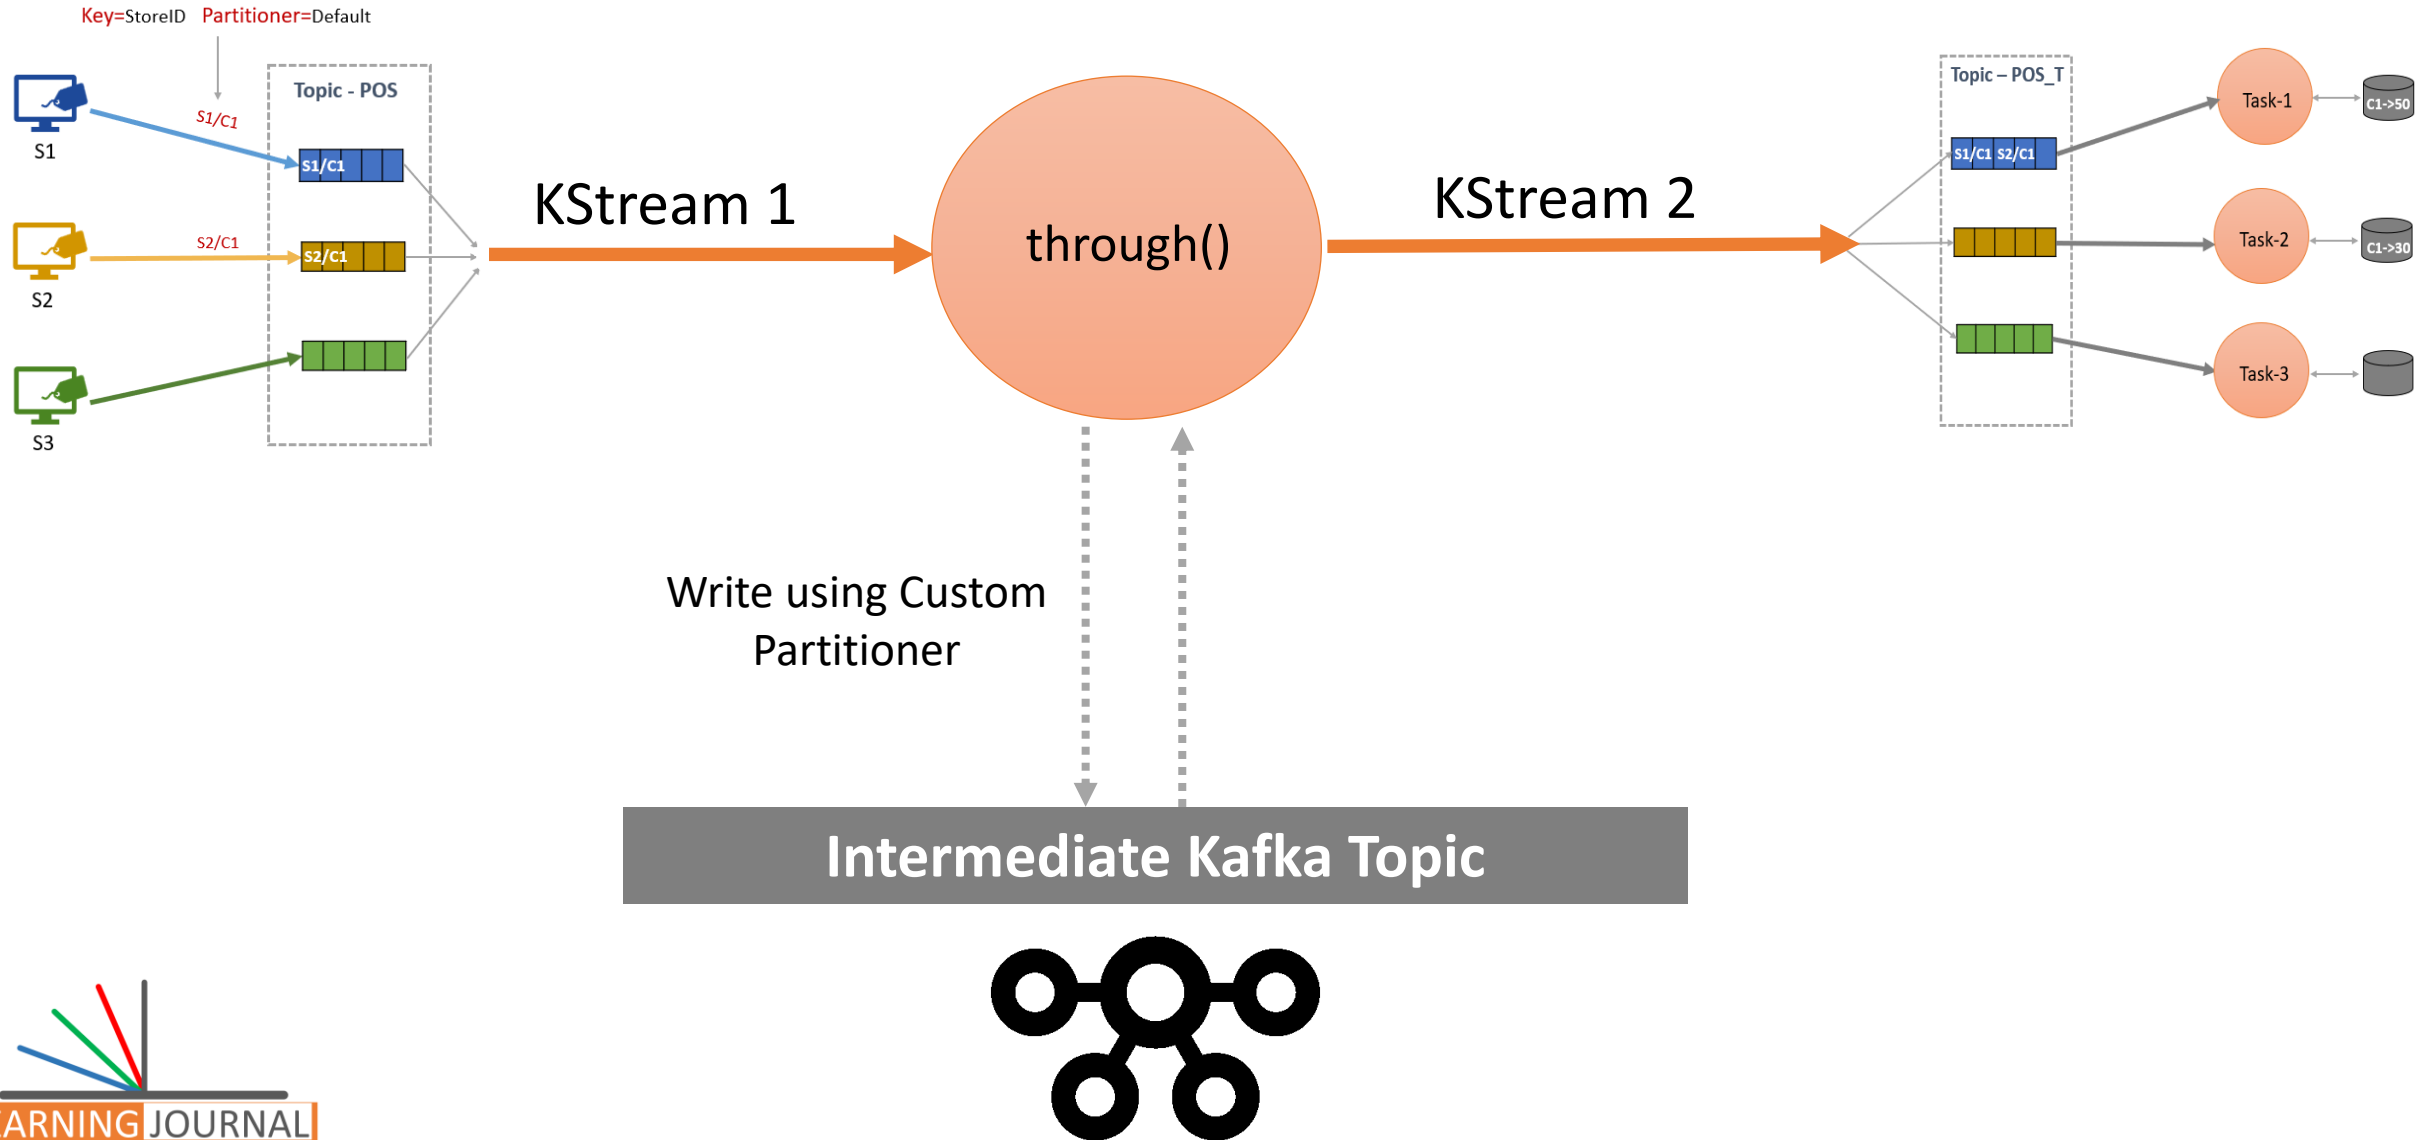 Key=StoreID Partitioner=Default
Topic - POS
S1/C1
S1
S1/C1
S2/C1
S2
S2/C1
S3
KStream 1
through()
KStream 2
Topic – POS_T
S1/C1 S2/C1
Task-1
C1->50
Task-2
C1->30
Task-3
Write using Custom
Partitioner
Intermediate Kafka Topic
EARNING JOURNAL